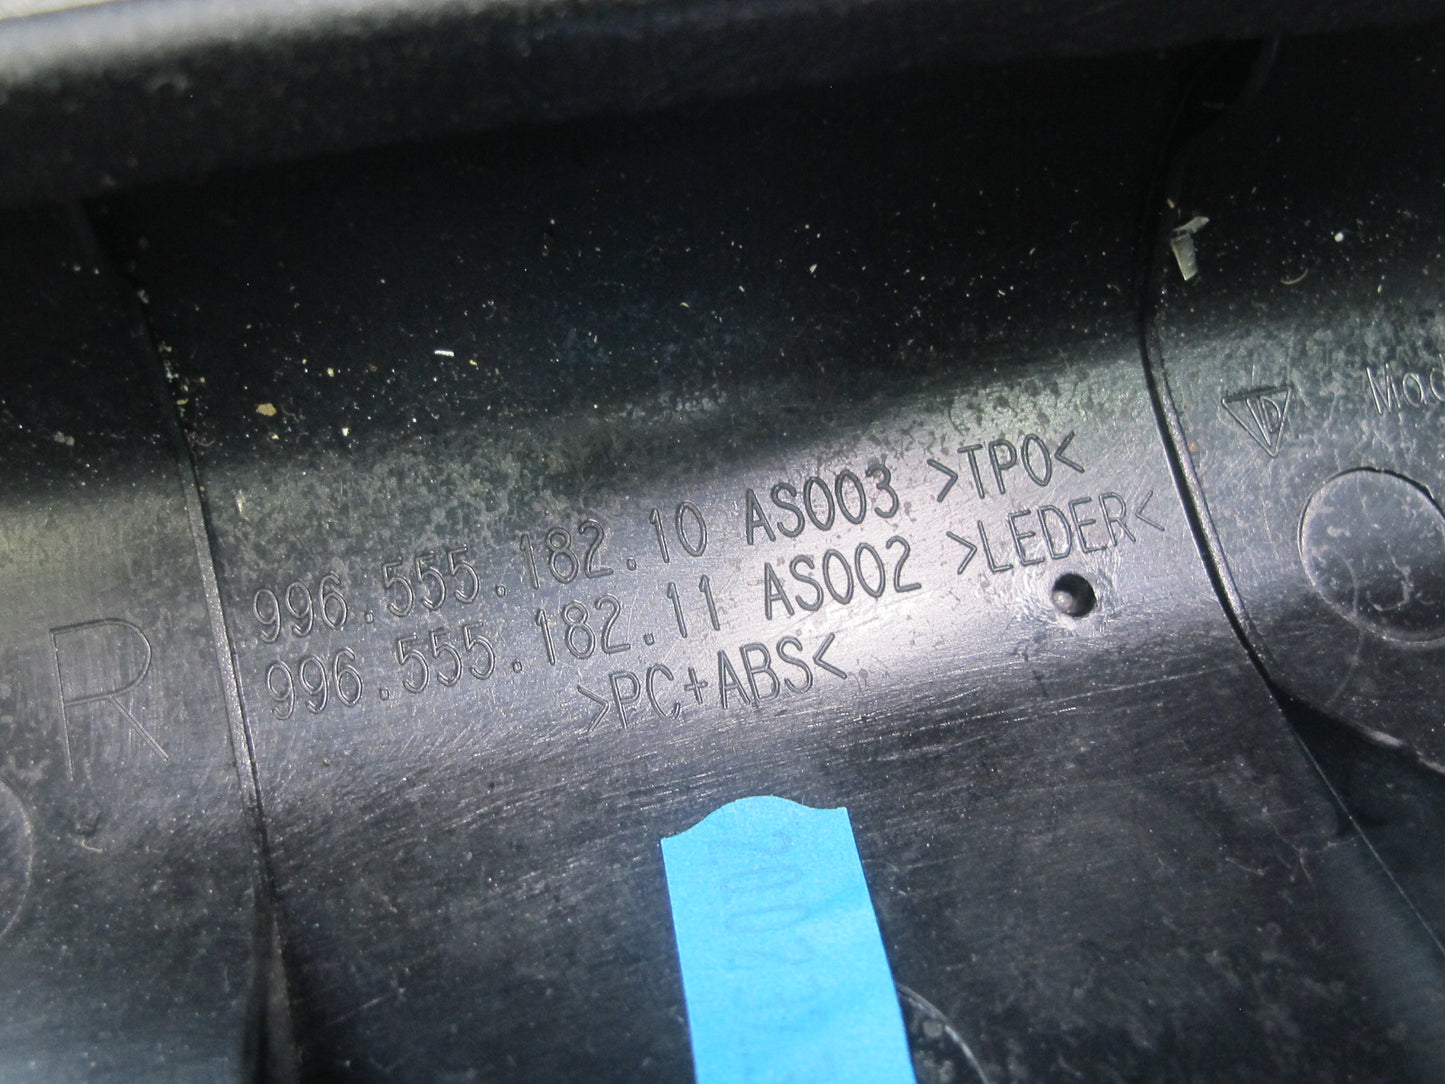 996.555.182.10 AS003 >TPO<
996.555.182.11 AS002 >LEDER<
>PC+ABS<
R